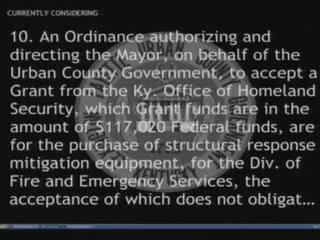 CURRENTLY CONSIDERING
10. An Ordinance authorizing and
directing the Mayor, on behalf of the
Urban County Government, to accept a
Grant from the Ky. Office of Homeland
Security, which Grant funds are in the
amount of $117,020 Federal funds, are
for the purchase of structural response
mitigation equipment, for the Div. of
Fire and Emergency Services, the
acceptance of which does not obligat...